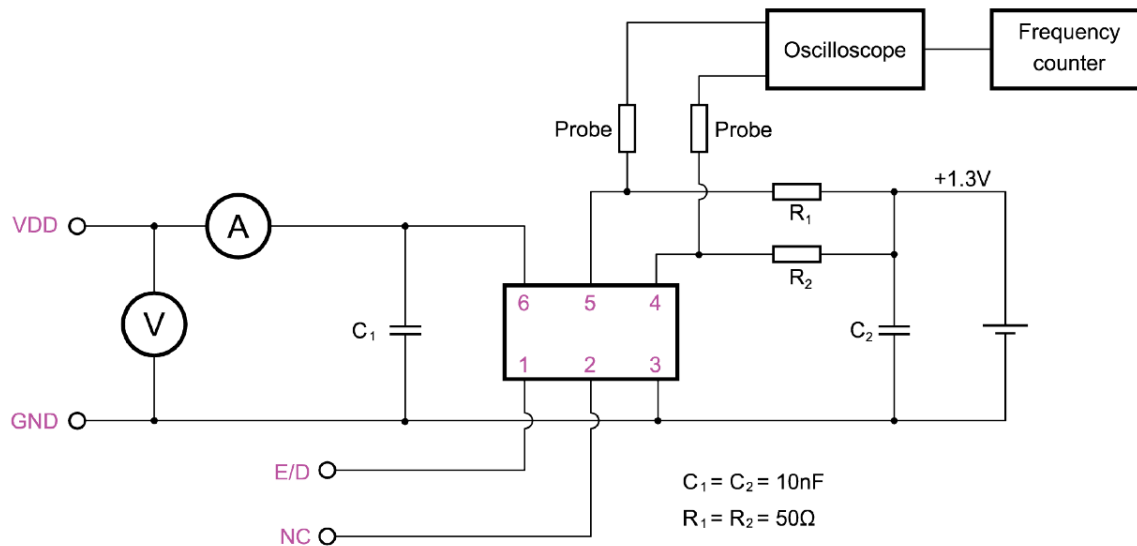 Oscilloscope
Frequency
counter
Probe
Probe
+1.3V
R₁
VDD
A
R₂
6 5 4
V
C₁
C₂
1 2 3
GND
E/D
C₁ = C₂ = 10nF
R₁ = R₂ = 50Ω
NC